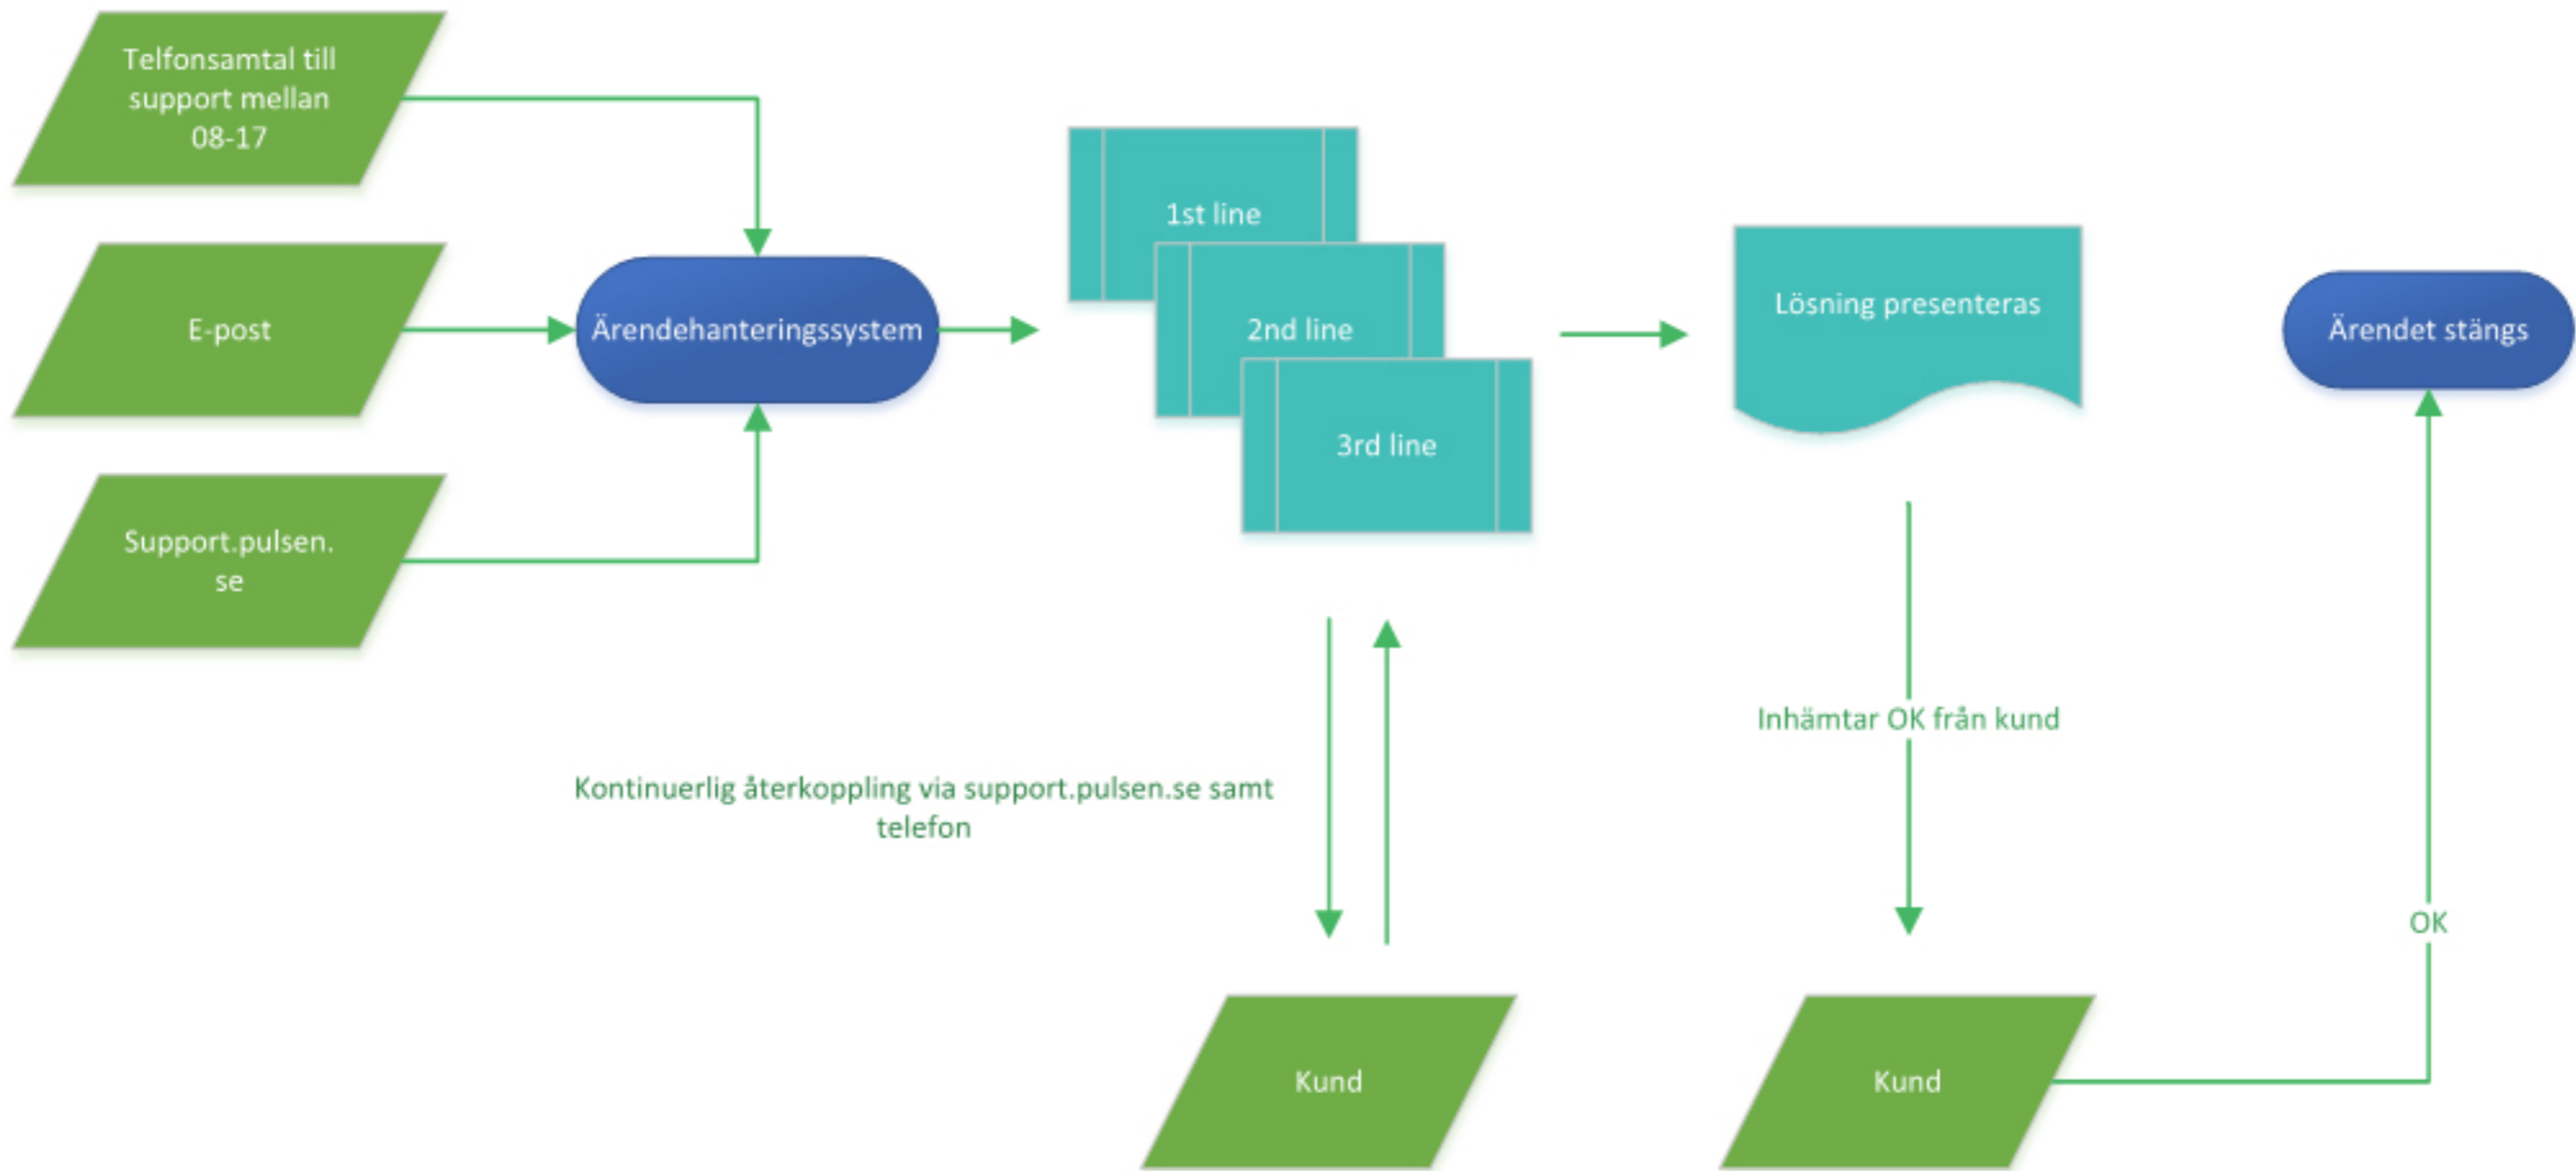 Telfonsamtal till
support mellan
08-17
E-post
Support.pulsen.
se
Ärendehanteringssystem
1st line
2nd line
3rd line
Lösning presenteras
Ärendet stängs
Kontinuerlig återkoppling via support.pulsen.se samt
telefon
Inhämtar OK från kund
OK
Kund
Kund